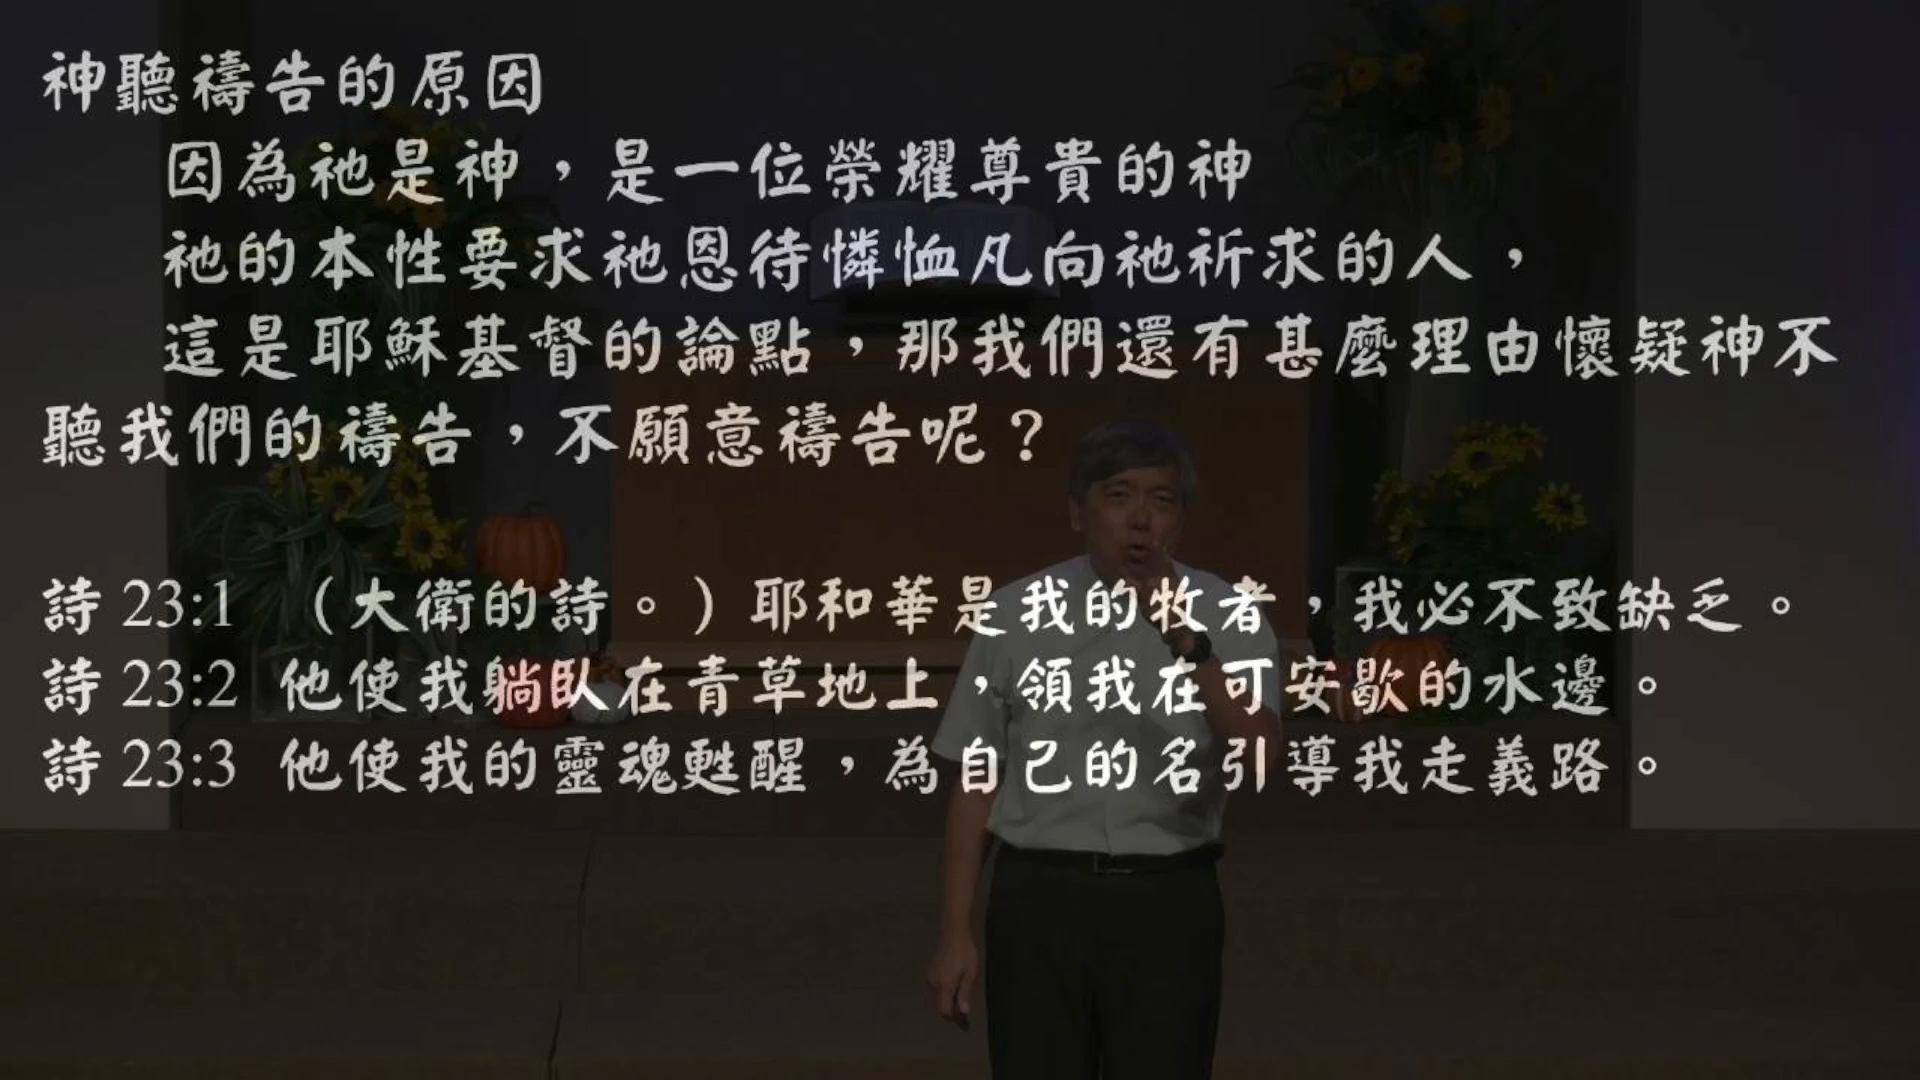 神聽禱告的原因
因為祂是神，是一位榮耀尊貴的神
祂的本性要求祂恩待憐恤凡向祂祈求的人，
這是耶穌基督的論點，那我們還有甚麼理由懷疑神不
聽我們的禱告，不願意禱告呢？
詩 23:1 （大衛的詩。）耶和華是我的牧者，我必不致缺乏。
詩 23:2 他使我躺臥在青草地上，領我在可安歇的水邊。
詩 23:3 他使我的靈魂甦醒，為自己的名引導我走義路。